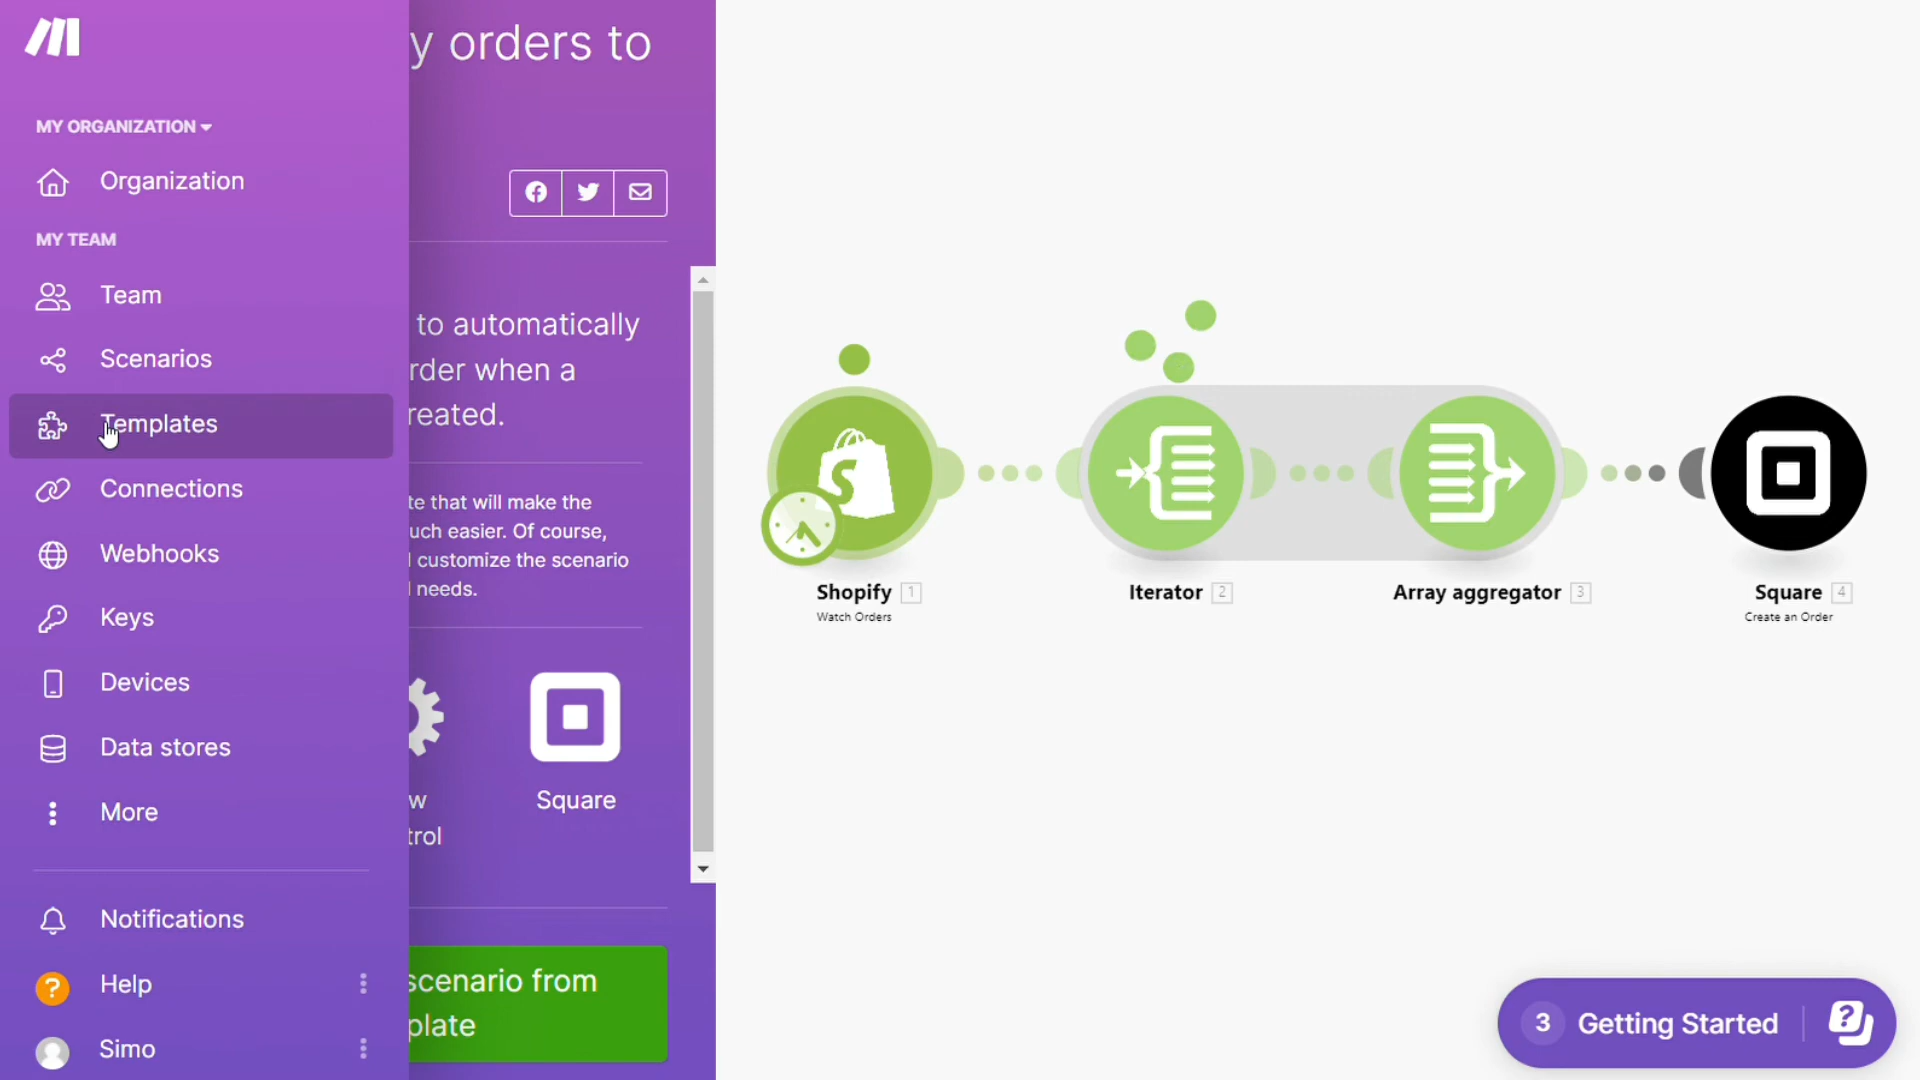 MY ORGANIZATION
Organization
MY TEAM
Team
Scenarios
Templates
Connections
Webhooks
Keys
Devices
Data stores
More
Notifications
? Help
Simo
y orders to
to automatically
rder when a
reated.
te that will make the
uch easier. Of course,
customize the scenario
needs.
w
trol
Square
scenario from
plate
Shopify 1
Watch Orders
Iterator 2
Array aggregator 3
Square 4
Create an Order
3 Getting Started ?